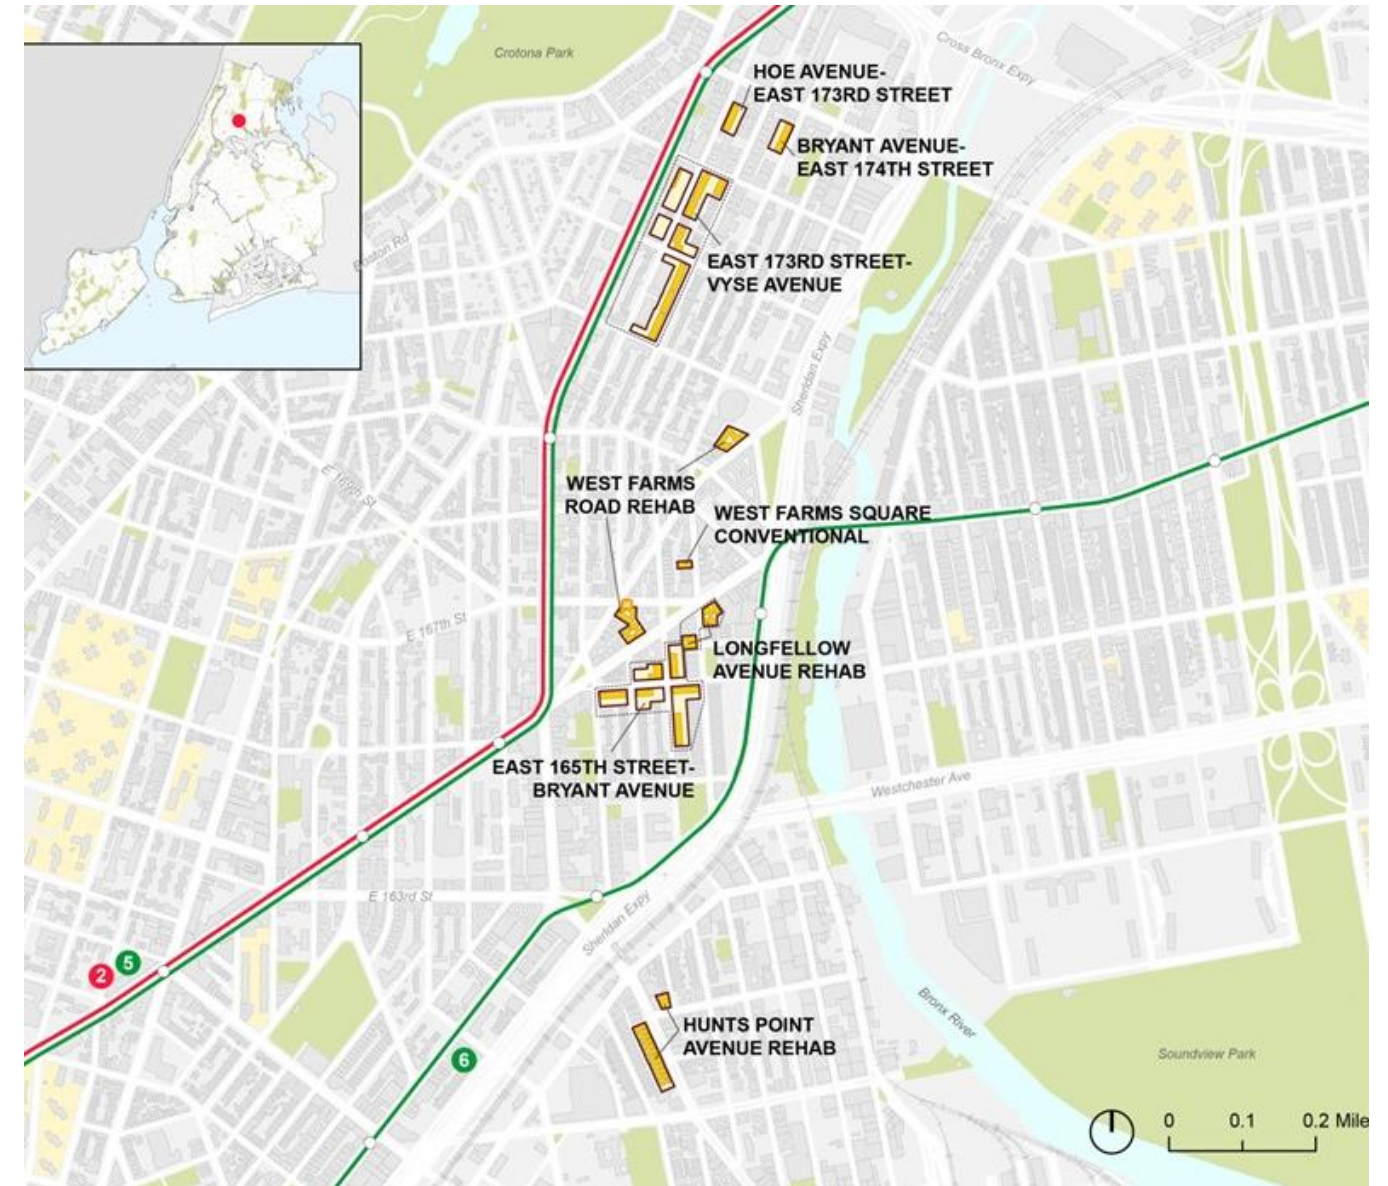 Crotona Park
Cross Bronx Expy
HOE AVENUE-
EAST 173RD STREET
BRYANT AVENUE-
EAST 174TH STREET
Boston Rd
EAST 173RD STREET-
VYSE AVENUE
Sheridan Expy
E 169th St
WEST FARMS
ROAD REHAB
WEST FARMS SQUARE
CONVENTIONAL
E 167th St
LONGFELLOW
AVENUE REHAB
EAST 165TH STREET-
BRYANT AVENUE
Westchester Ave
E 163rd St
Sheridan Expy
2
5
6
Bronx River
HUNTS POINT
AVENUE REHAB
Soundview Park
0 0.1 0.2 Mile